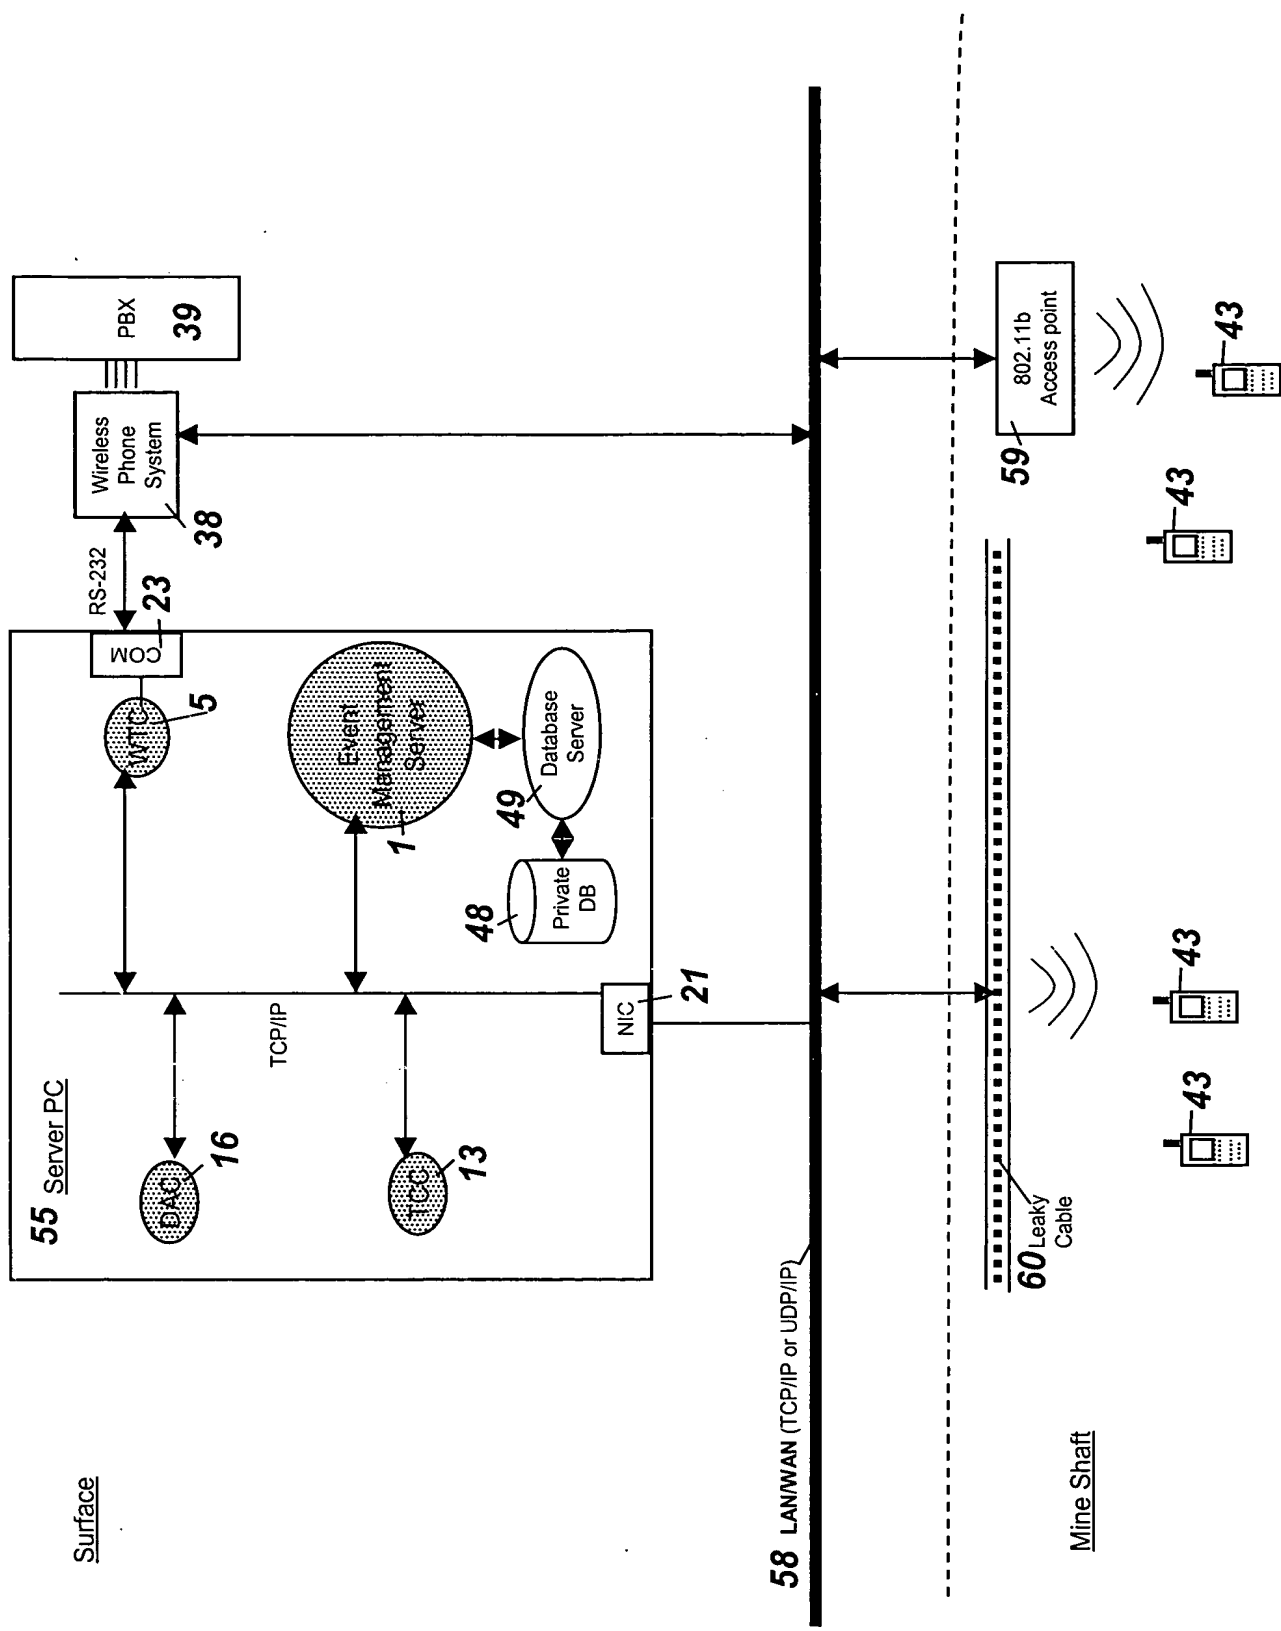 Surface
55 Server PC
DAC
16
TCC
13
TCP/IP
NIC
21
WTC
5
COM
23
RS-232
Wireless
Phone
System
38
PBX
39
Event
Management
Server
1
Database
Server
49
Private
DB
48
58 LAN/WAN (TCP/IP or UDP/IP)
Mine Shaft
60 Leaky
Cable
802.11b
Access point
59
43
43
43
43